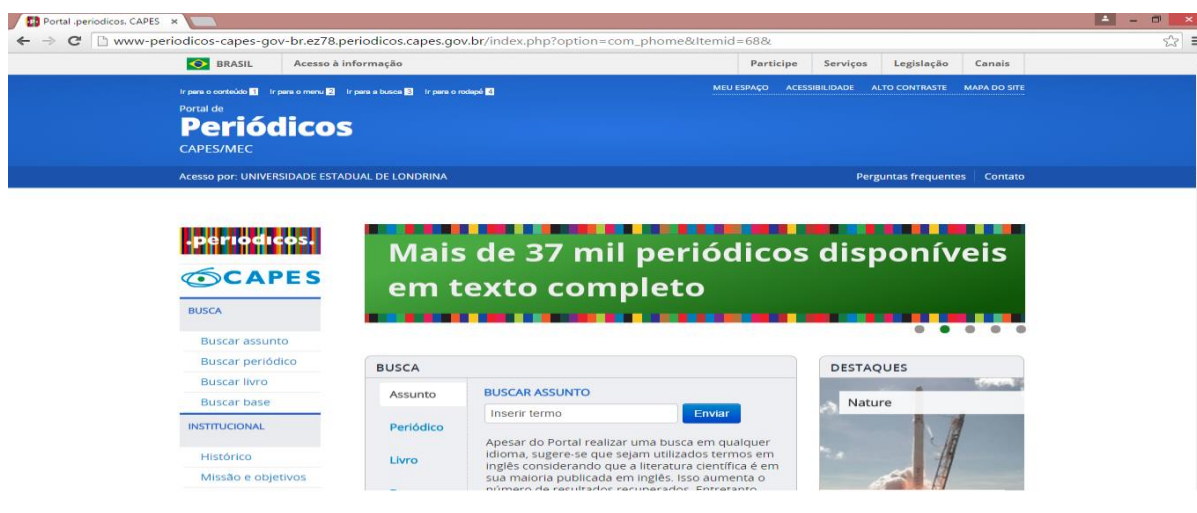 Portal .periodicos. CAPES
www-periodicos-capes-gov-br.ez78.periodicos.capes.gov.br/index.php?option=com_phome&Itemid=68&
BRASIL Acesso à informação Participe Serviços Legislação Canais
Ir para o conteúdo 1 Ir para o menu 2 Ir para a busca 3 Ir para o rodapé 4 MEU ESPAÇO ACESSIBILIDADE ALTO CONTRASTE MAPA DO SITE
Portal de
Periódicos
CAPES/MEC
Acesso por: UNIVERSIDADE ESTADUAL DE LONDRINA Perguntas frequentes Contato
.periodicos.
CAPES
BUSCA
Buscar assunto
Buscar periódico
Buscar livro
Buscar base
INSTITUCIONAL
Histórico
Missão e objetivos
Mais de 37 mil periódicos disponíveis
em texto completo
BUSCA
Assunto
Periódico
Livro
BUSCAR ASSUNTO
Inserir termo Enviar
Apesar do Portal realizar uma busca em qualquer
idioma, sugere-se que sejam utilizados termos em
inglês considerando que a literatura científica é em
sua maioria publicada em inglês. Isso aumenta o
número de resultados recuperados. Entretanto
DESTAQUES
Nature